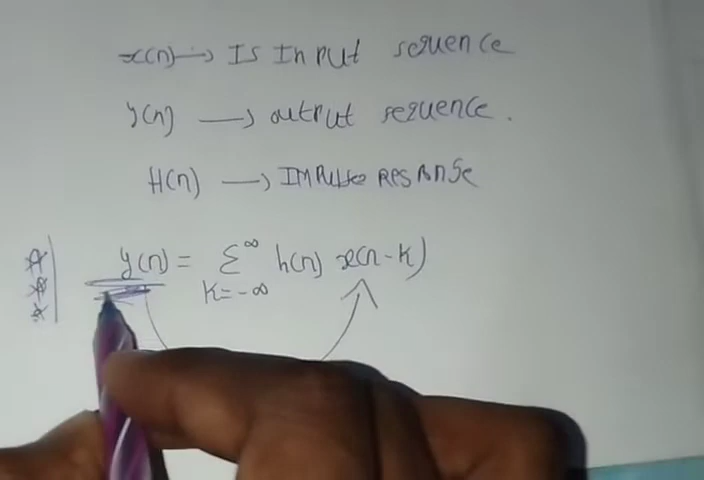 x(n) → Is Input sequence
y(n) → output sequence.
H(n) → IMPulse RESPONSE
y(n) = Σ^∞ h(n) x(n-k)
K=-∞